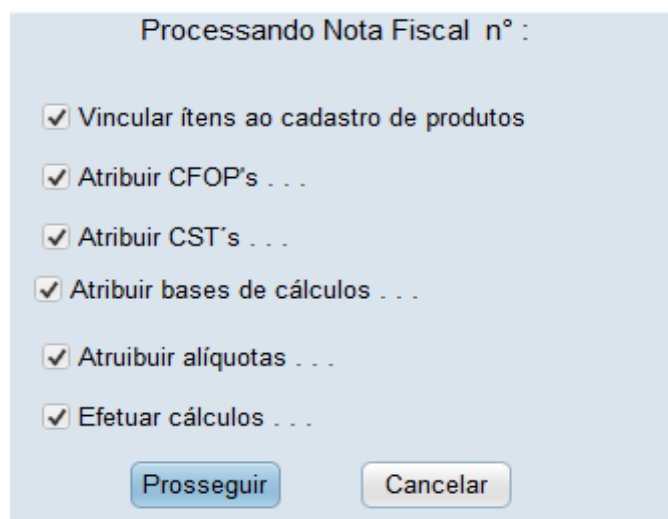 Processando Nota Fiscal n° :
Vincular ítens ao cadastro de produtos
Atribuir CFOP's . . .
Atribuir CST´s . . .
Atribuir bases de cálculos . . .
Atruibuir alíquotas . . .
Efetuar cálculos . . .
Prosseguir Cancelar